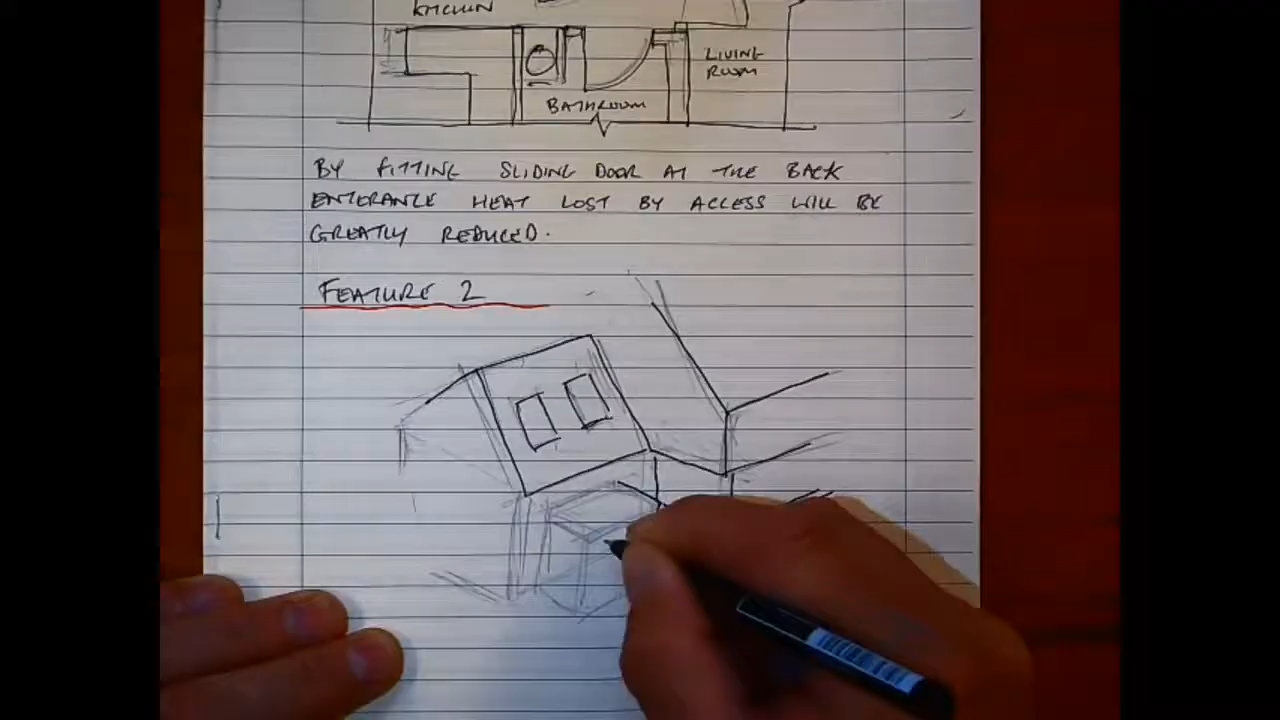 KITCHEN
LIVING
ROOM
BATHROOM
BY FITTING SLIDING DOOR AT THE BACK
ENTERANCE HEAT LOST BY ACCESS WILL BE
GREATLY REDUCED.
FEATURE 2